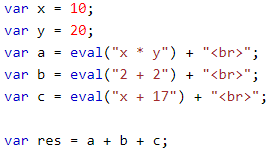 var x = 10;
var y = 20;
var a = eval("x * y") + "<br>";
var b = eval("2 + 2") + "<br>";
var c = eval("x + 17") + "<br>";
var res = a + b + c;